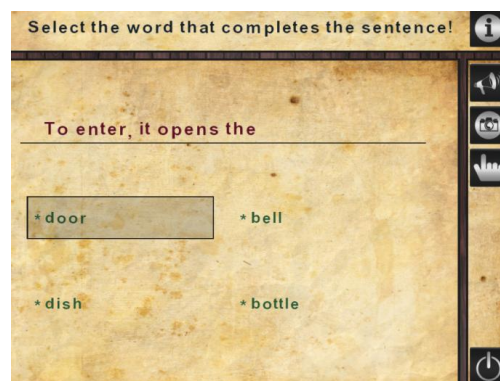 Select the word that completes the sentence!
To enter, it opens the
*door
*bell
*dish
*bottle